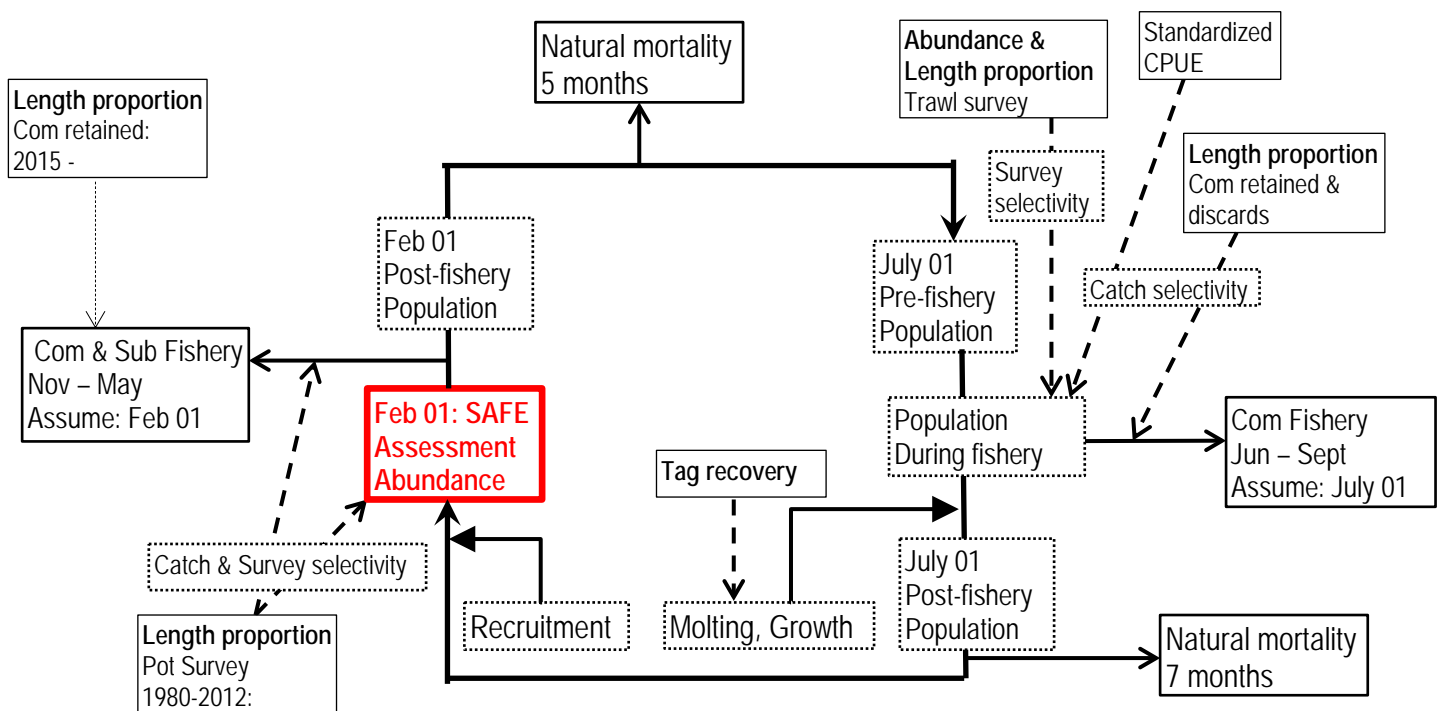 Natural mortality
5 months
Abundance &
Length proportion
Trawl survey
Standardized
CPUE
Length proportion
Com retained:
2015 -
Length proportion
Com retained &
discards
Survey
selectivity
Feb 01
Post-fishery
Population
July 01
Pre-fishery
Population
Catch selectivity
Com & Sub Fishery
Nov – May
Assume: Feb 01
Feb 01: SAFE
Assessment
Abundance
Population
During fishery
Com Fishery
Jun – Sept
Assume: July 01
Tag recovery
Catch & Survey selectivity
July 01
Post-fishery
Population
Recruitment
Molting, Growth
Length proportion
Pot Survey
1980-2012:
Natural mortality
7 months